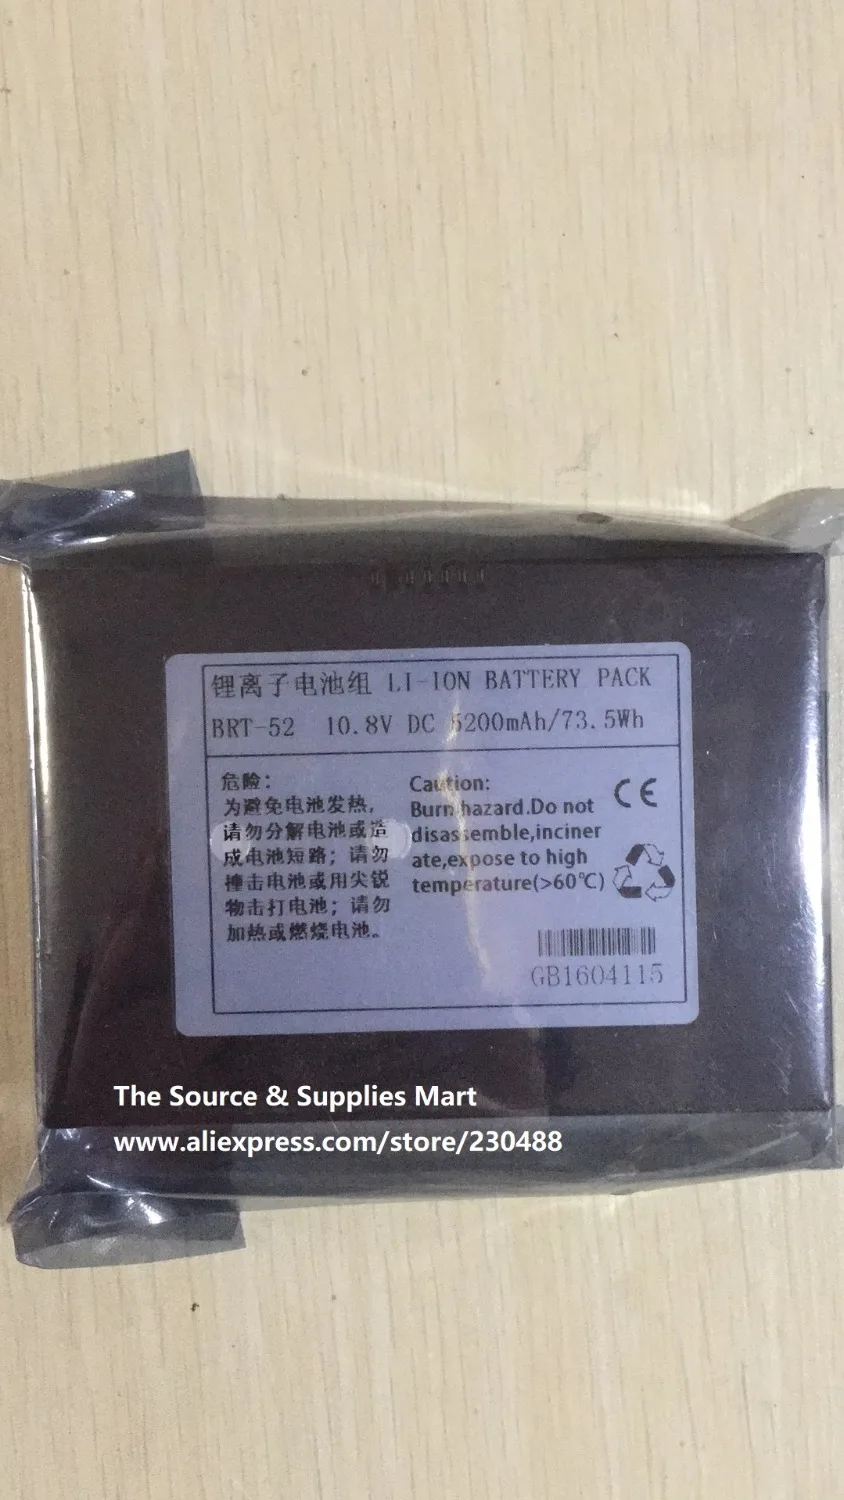 锂离子电池组 LI-ION BATTERY PACK
BRT-52 10.8V DC 5200mAh/73.5Wh
危险：
为避免电池发热，
请勿分解电池或造
成电池短路；请勿
撞击电池或用尖锐
物击打电池；请勿
加热或燃烧电池。
Caution:
Burn hazard.Do not
disassemble,inciner
ate,expose to high
temperature(>60℃)
CE
GB1604115
The Source & Supplies Mart
www.aliexpress.com/store/230488